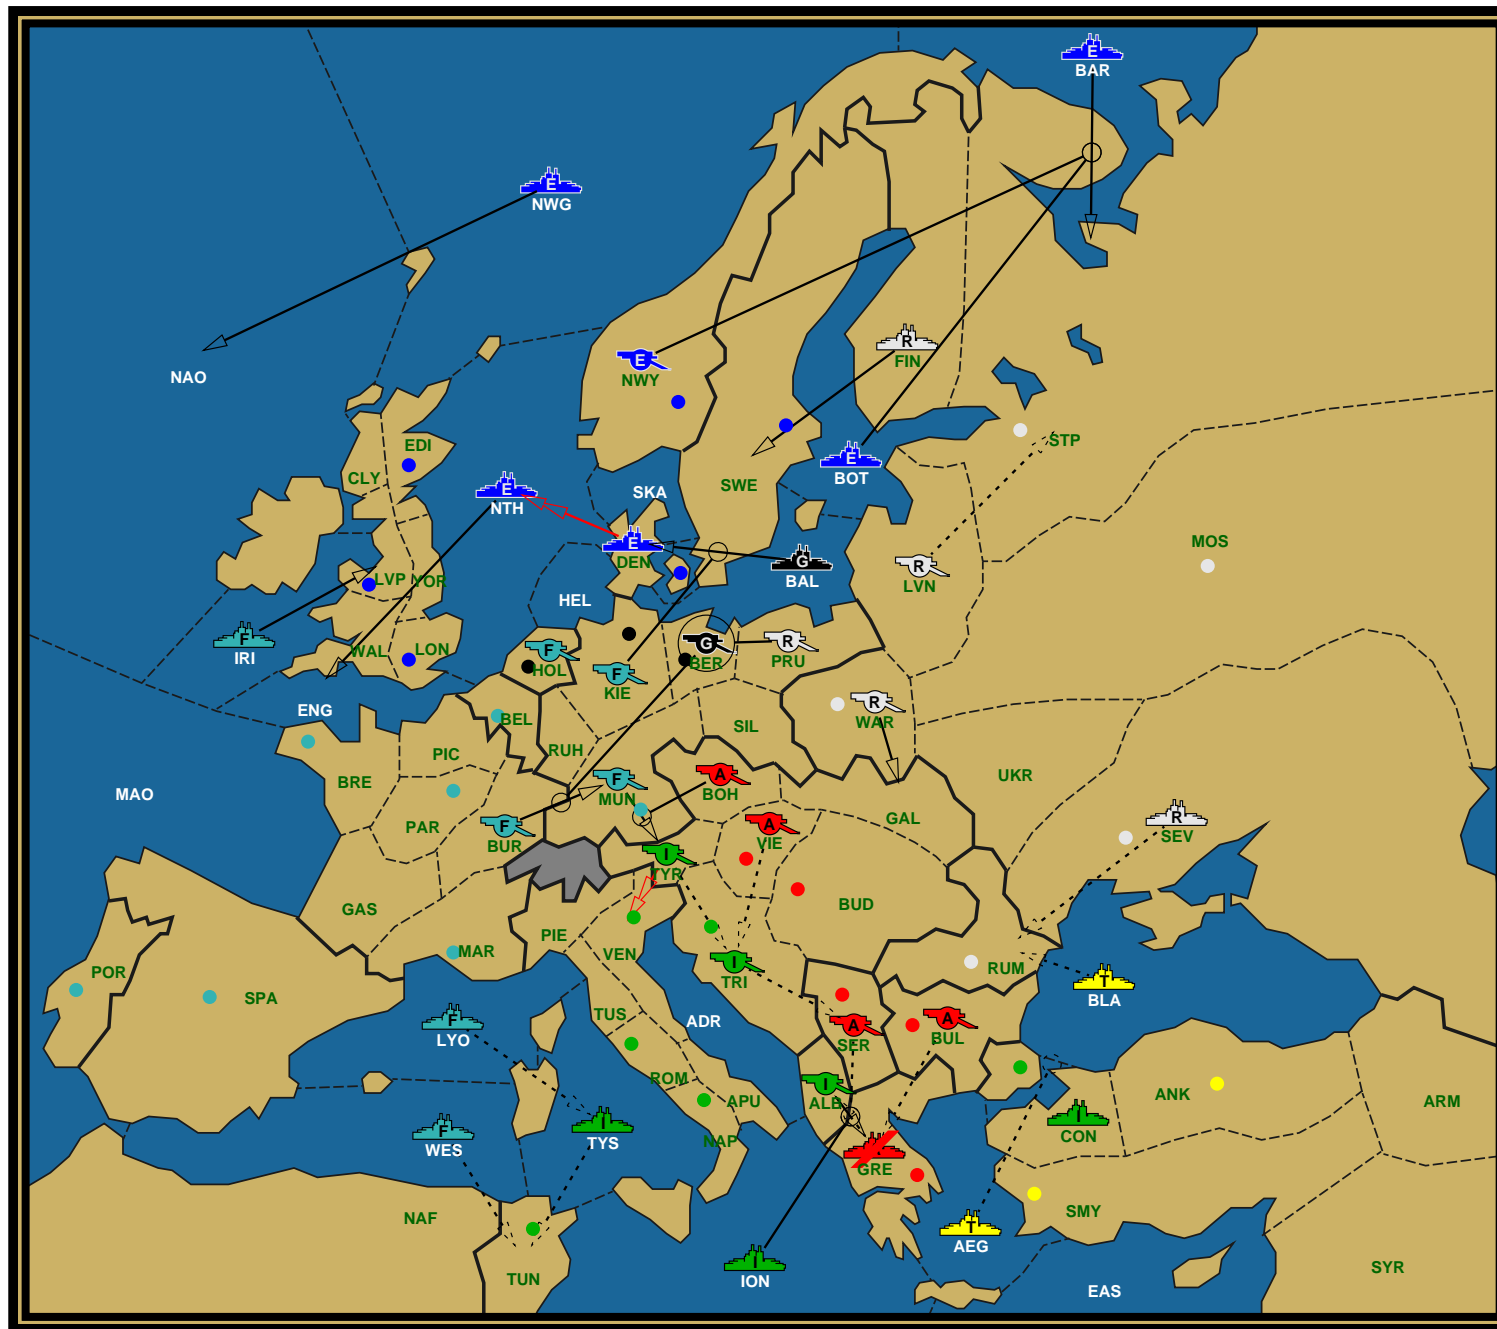 E
BAR
E
NWG
NAO
R
FIN
E
NWY
EDI
STP
E
BOT
CLY
SWE
SKA
E
NTH
MOS
E
DEN
G
BAL
R
LVN
LVP
YOR
HEL
F
IRI
WAL
LON
F
HOL
G
BER
R
PRU
F
KIE
R
WAR
ENG
BEL
SIL
PIC
RUH
BRE
F
MUN
A
BOH
UKR
MAO
PAR
F
BUR
A
VIE
GAL
R
SEV
I
TYR
BUD
GAS
PIE
VEN
MAR
POR
SPA
I
TRI
RUM
T
BLA
F
LYO
TUS
ADR
A
SER
A
BUL
ROM
APU
I
ALB
ANK
ARM
F
WES
I
TYS
NAP
GRE
I
CON
NAF
SMY
T
AEG
TUN
I
ION
EAS
SYR